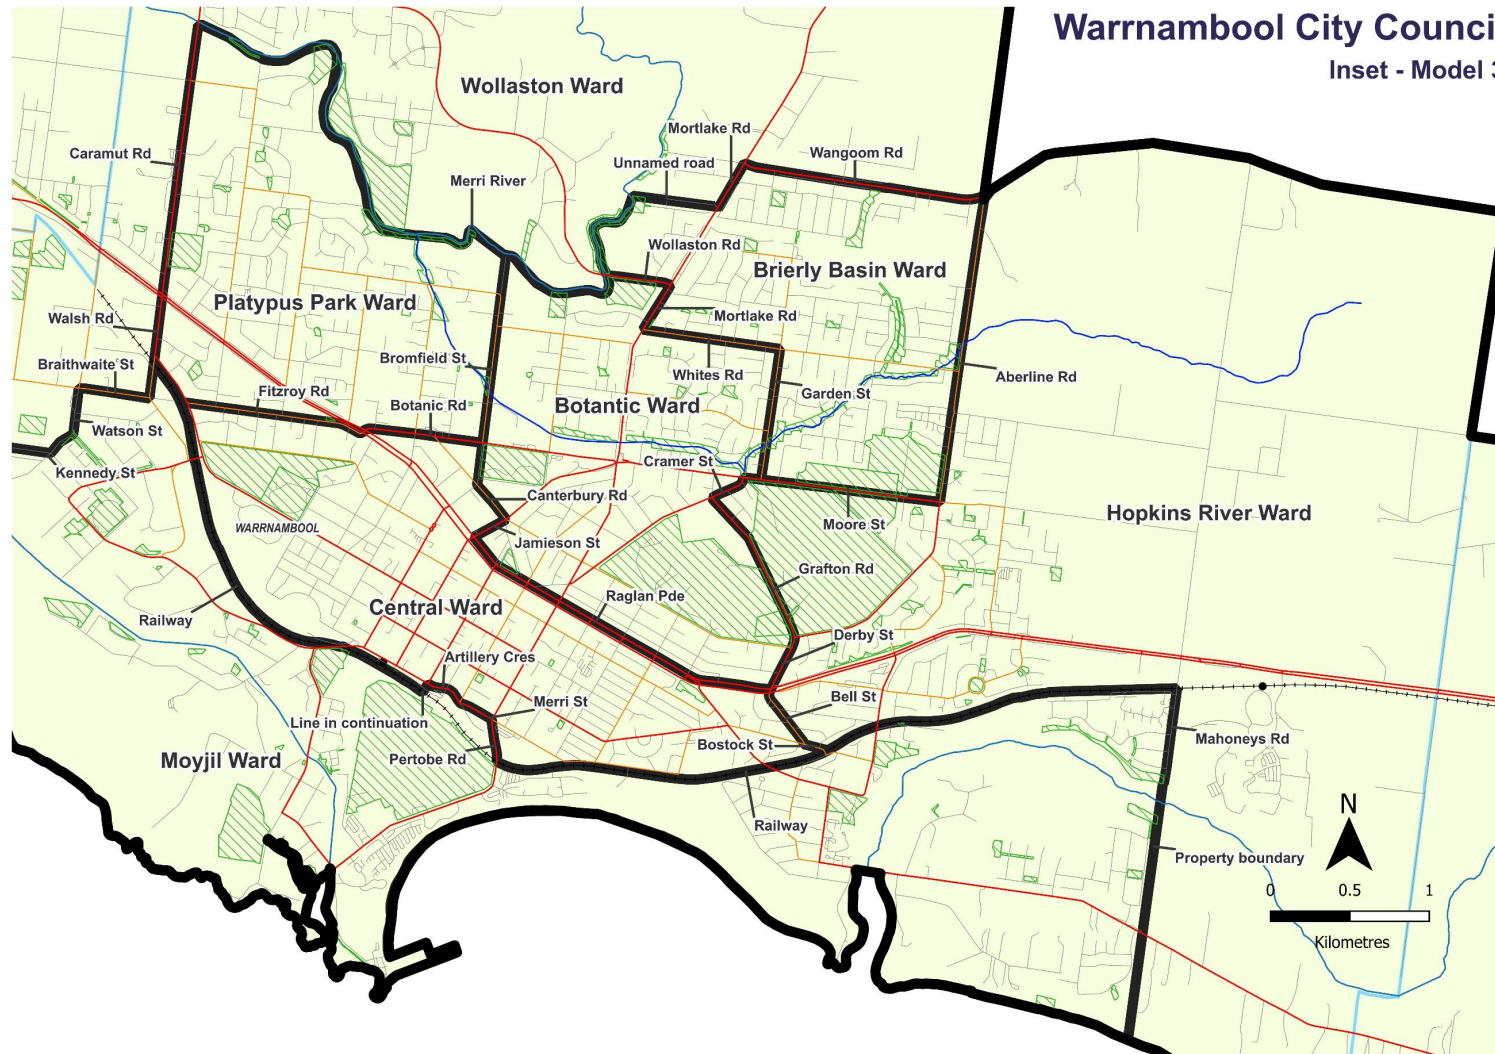 Warrnambool City Counci
Inset - Model 3
Wollaston Ward
Mortlake Rd
Wangoom Rd
Caramut Rd
Unnamed road
Merri River
Wollaston Rd
Brierly Basin Ward
Platypus Park Ward
Walsh Rd
Mortlake Rd
Bromfield St
Braithwaite St
Whites Rd
Aberline Rd
Fitzroy Rd
Garden St
Botanic Rd
Botantic Ward
Watson St
Cramer St
Kennedy St
Canterbury Rd
Hopkins River Ward
WARRNAMBOOL
Moore St
Jamieson St
Grafton Rd
Raglan Pde
Central Ward
Railway
Derby St
Artillery Cres
Bell St
Merri St
Line in continuation
Mahoneys Rd
Bostock St
Moyjil Ward
Pertobe Rd
N
Railway
Property boundary
0 0.5 1
Kilometres